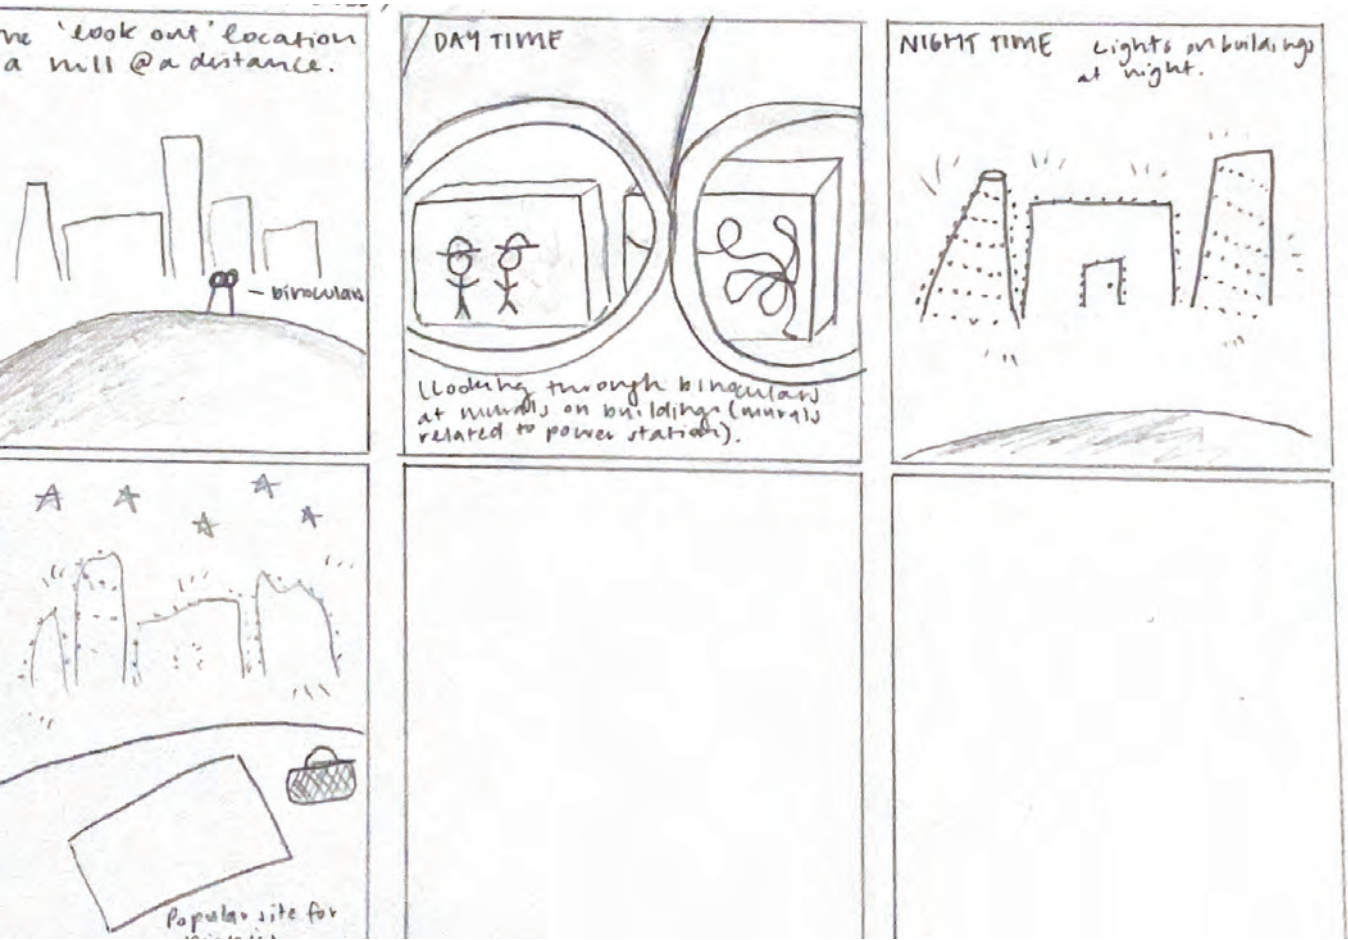 'look out' location
a hill @ a distance.
binoculars
DAY TIME
(Looking through binoculars
at murals on buildings (murals
related to power station).
NIGHT TIME Lights on buildings
at night.
Popular site for